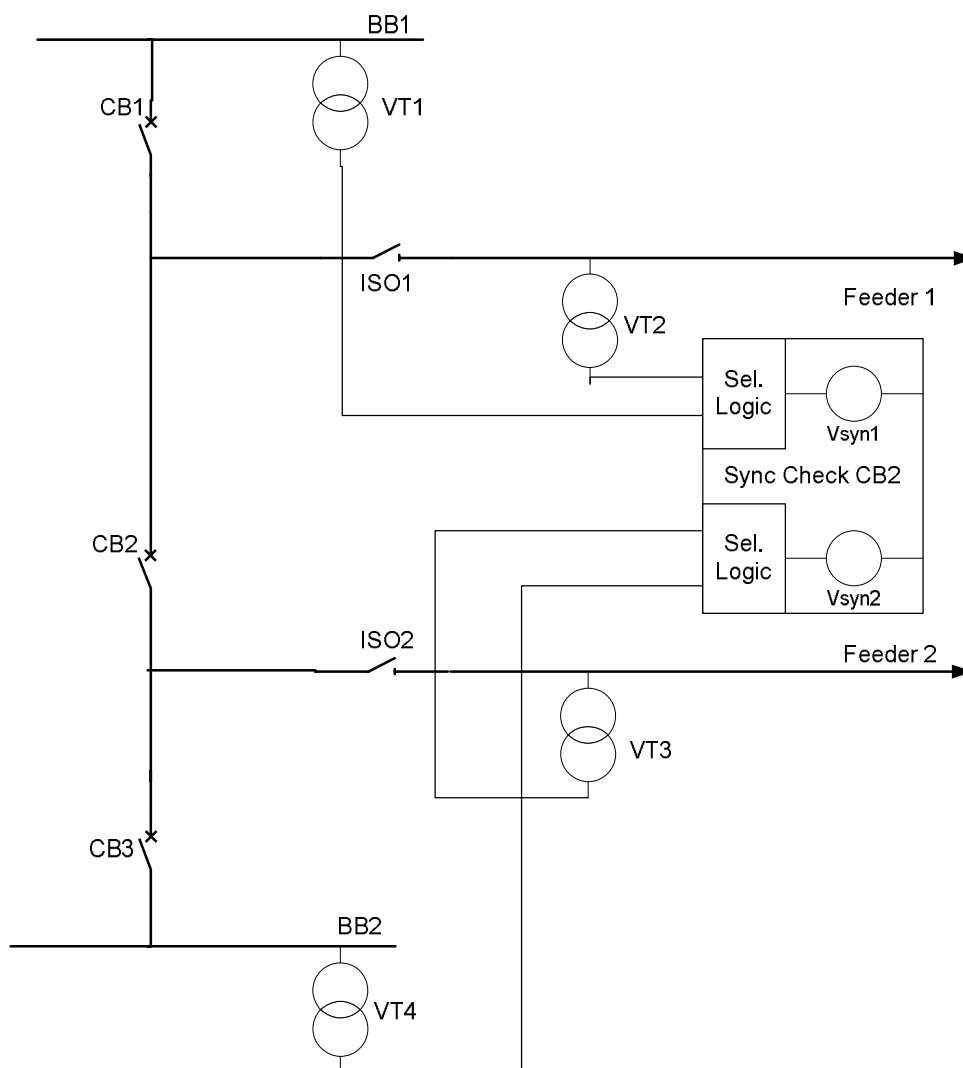 BB1
VT1
CB1
ISO1
Feeder 1
VT2
Sel.
Logic
Vsyn1
Sync Check CB2
CB2
Sel.
Logic
Vsyn2
ISO2
Feeder 2
VT3
CB3
BB2
VT4